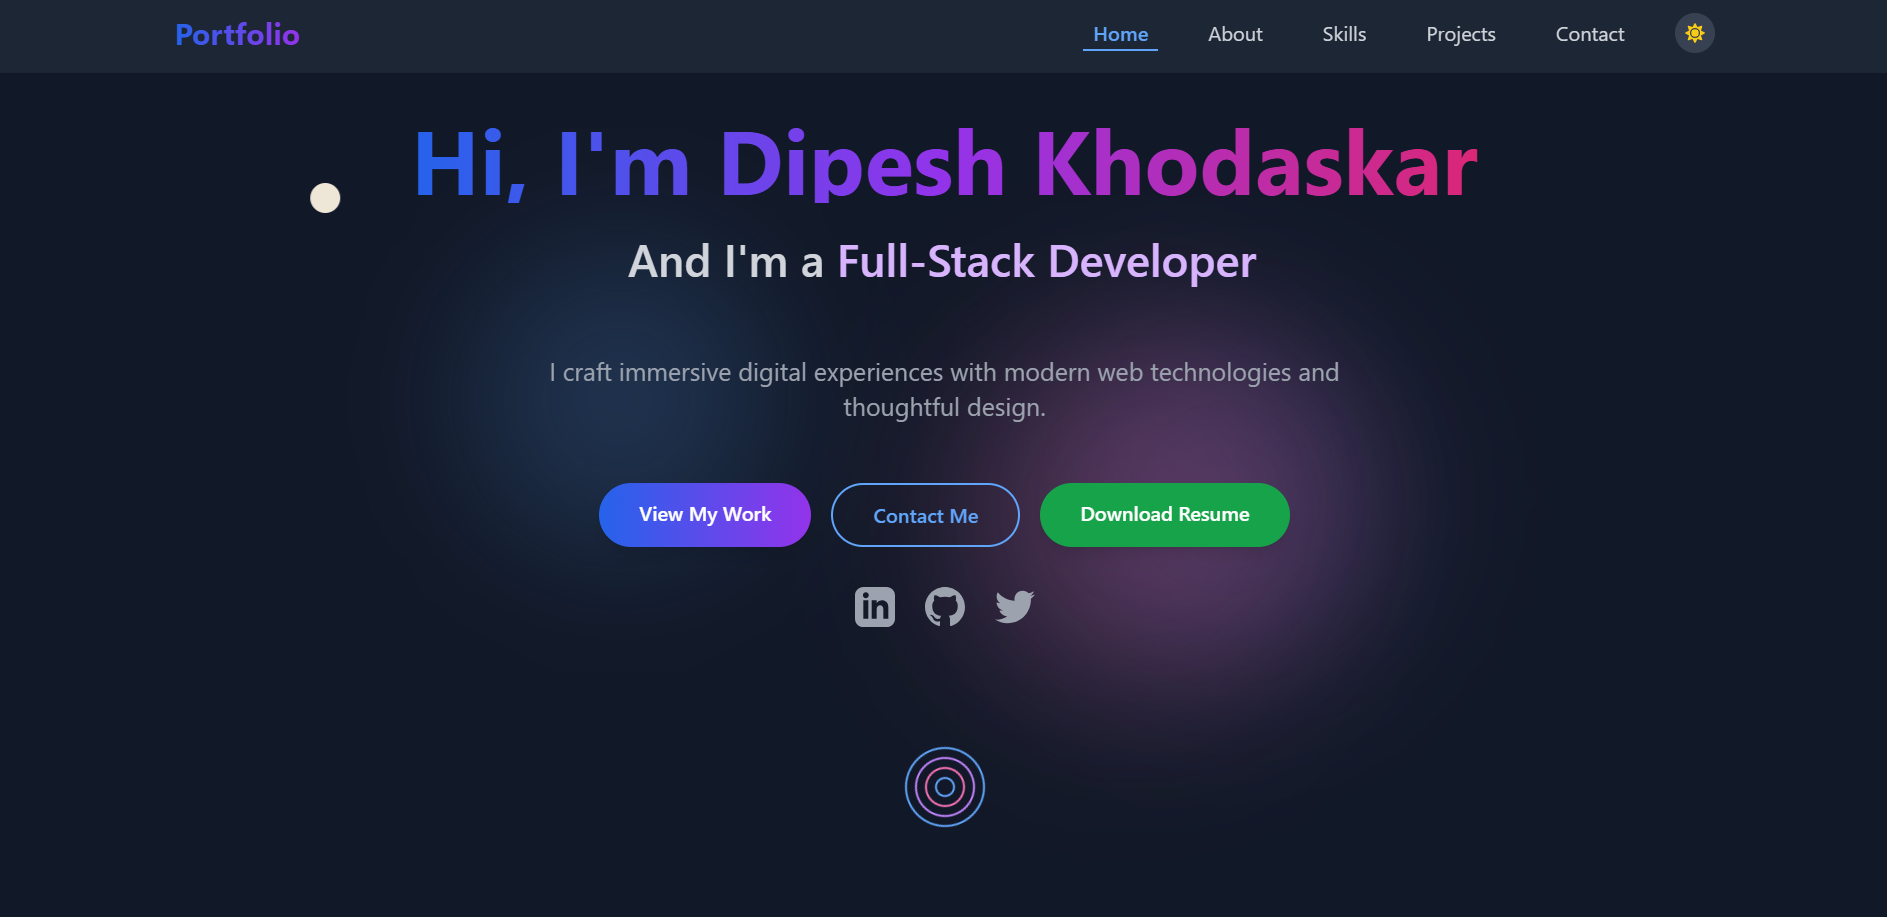 Portfolio
Home About Skills Projects Contact
Hi, I'm Dipesh Khodaskar
And I'm a Full-Stack Developer
I craft immersive digital experiences with modern web technologies and
thoughtful design.
View My Work Contact Me Download Resume
in